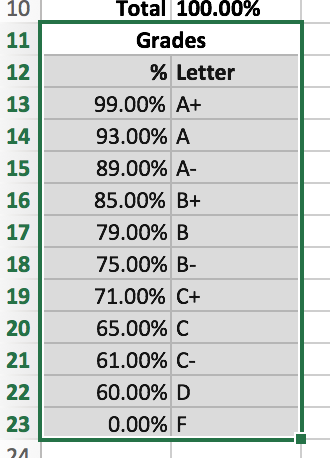 10 Total 100.00%
11 Grades
12 % Letter
13 99.00% A+
14 93.00% A
15 89.00% A-
16 85.00% B+
17 79.00% B
18 75.00% B-
19 71.00% C+
20 65.00% C
21 61.00% C-
22 60.00% D
23 0.00% F
24